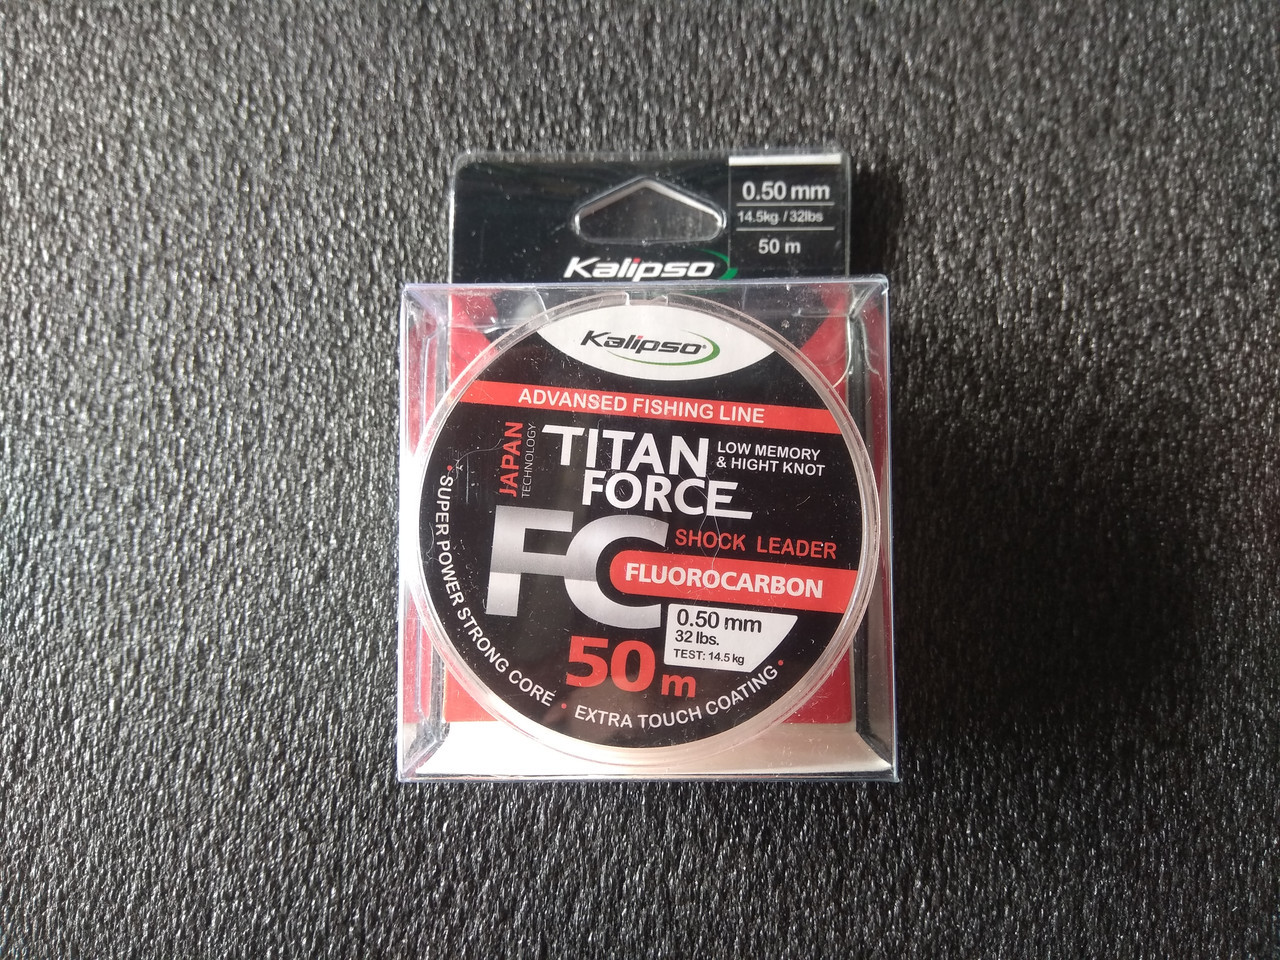 0.50 mm
14.5kg / 32lbs
50 m
Kalipso
Kalipso®
ADVANSED FISHING LINE
JAPAN
TECHNOLOGY
TITAN
FORCE
LOW MEMORY
& HIGHT KNOT
FC
SHOCK LEADER
FLUOROCARBON
0.50 mm
32 lbs.
TEST: 14.5 kg
50 m
• SUPER POWER STRONG CORE • EXTRA TOUCH COATING •